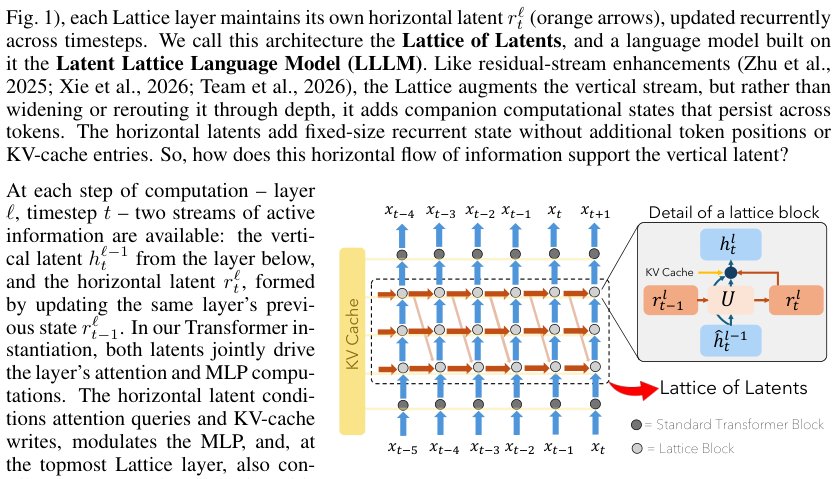 Fig. 1), each Lattice layer maintains its own horizontal latent r_t^ℓ (orange arrows), updated recurrently
across timesteps. We call this architecture the Lattice of Latents, and a language model built on
it the Latent Lattice Language Model (LLLM). Like residual-stream enhancements (Zhu et al.,
2025; Xie et al., 2026; Team et al., 2026), the Lattice augments the vertical stream, but rather than
widening or rerouting it through depth, it adds companion computational states that persist across
tokens. The horizontal latents add fixed-size recurrent state without additional token positions or
KV-cache entries. So, how does this horizontal flow of information support the vertical latent?
At each step of computation – layer
ℓ, timestep t – two streams of active
information are available: the verti-
cal latent h_t^{ℓ−1} from the layer below,
and the horizontal latent r_t^ℓ, formed
by updating the same layer's previ-
ous state r_{t−1}^ℓ. In our Transformer in-
stantiation, both latents jointly drive
the layer's attention and MLP compu-
tations. The horizontal latent condi-
tions attention queries and KV-cache
writes, modulates the MLP, and, at
the topmost Lattice layer, also con-
x_{t−4} x_{t−3} x_{t−2} x_{t−1} x_t x_{t+1}
KV Cache
x_{t−5} x_{t−4} x_{t−3} x_{t−2} x_{t−1} x_t
Detail of a lattice block
h_t^l
KV Cache
r_{t−1}^l U r_t^l
ĥ_t^{l−1}
Lattice of Latents
= Standard Transformer Block
= Lattice Block